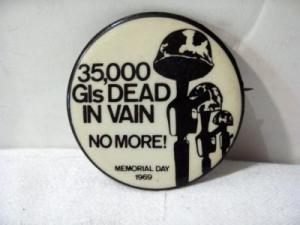 35,000
GIs DEAD
IN VAIN
NO MORE!
MEMORIAL DAY
1969